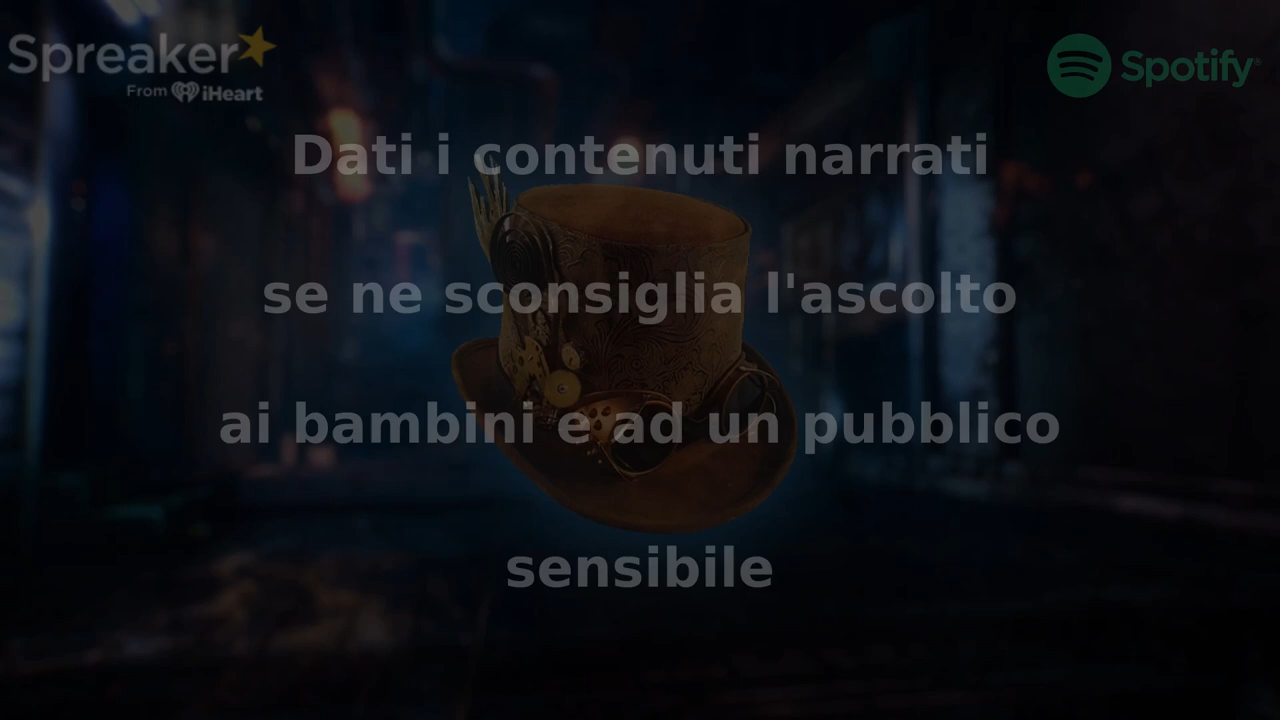 Spreaker
From iHeart
Spotify®
Dati i contenuti narrati
se ne sconsiglia l'ascolto
ai bambini e ad un pubblico
sensibile